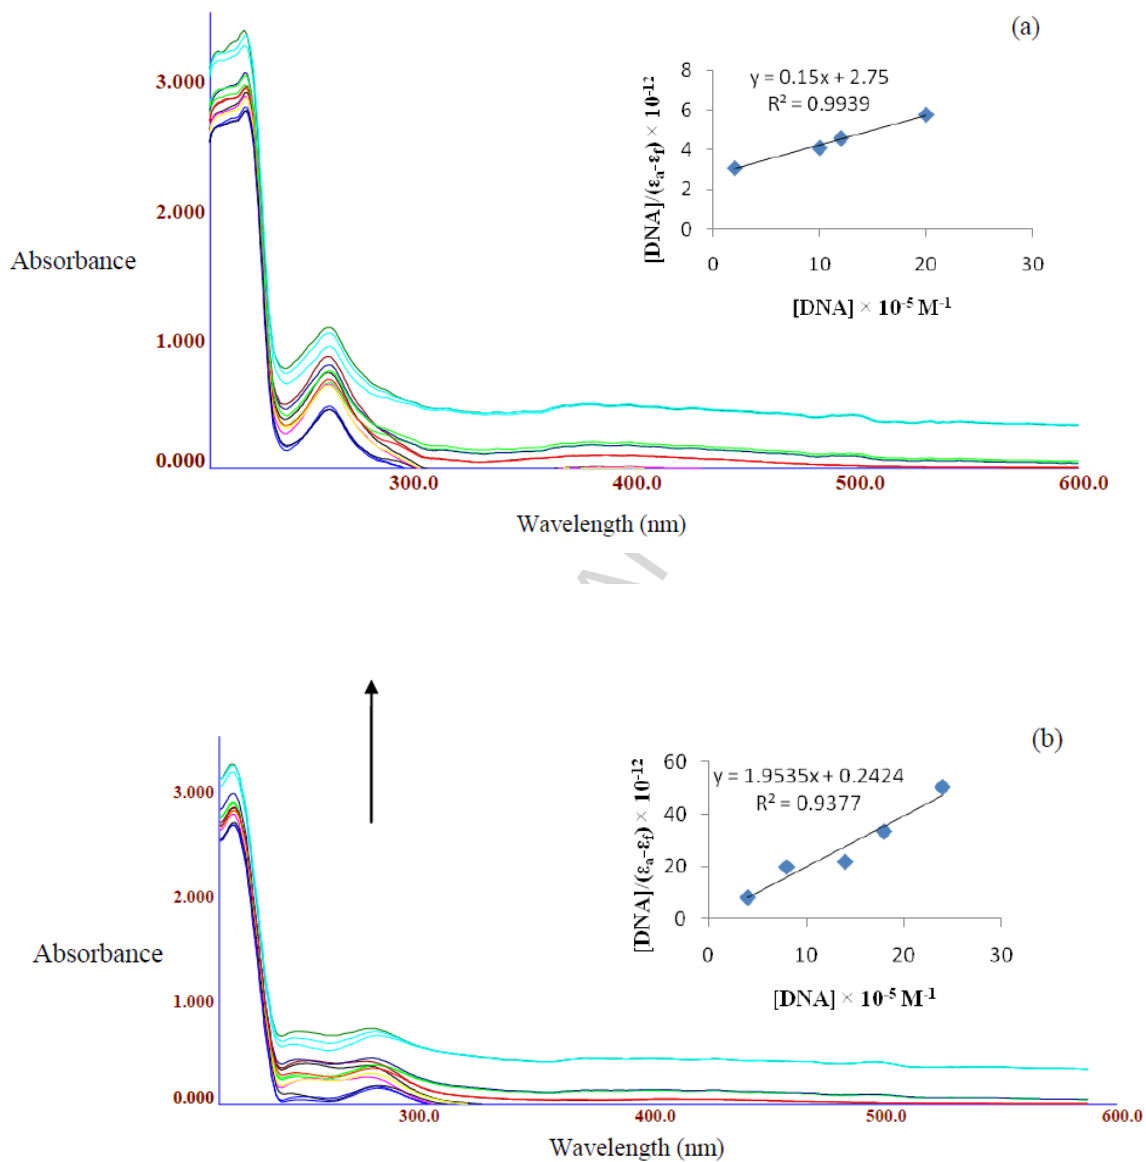 (a)
3.000
2.000
1.000
0.000
Absorbance
300.0
400.0
500.0
600.0
Wavelength (nm)
y = 0.15x + 2.75
R² = 0.9939
[DNA]/(εa-εf) × 10-12
8
6
4
2
0
0
10
20
30
[DNA] × 10-5 M-1
(b)
3.000
2.000
1.000
0.000
Absorbance
300.0
400.0
500.0
600.0
Wavelength (nm)
y = 1.9535x + 0.2424
R² = 0.9377
[DNA]/(εa-εf) × 10-12
60
40
20
0
0
10
20
30
[DNA] × 10-5 M-1